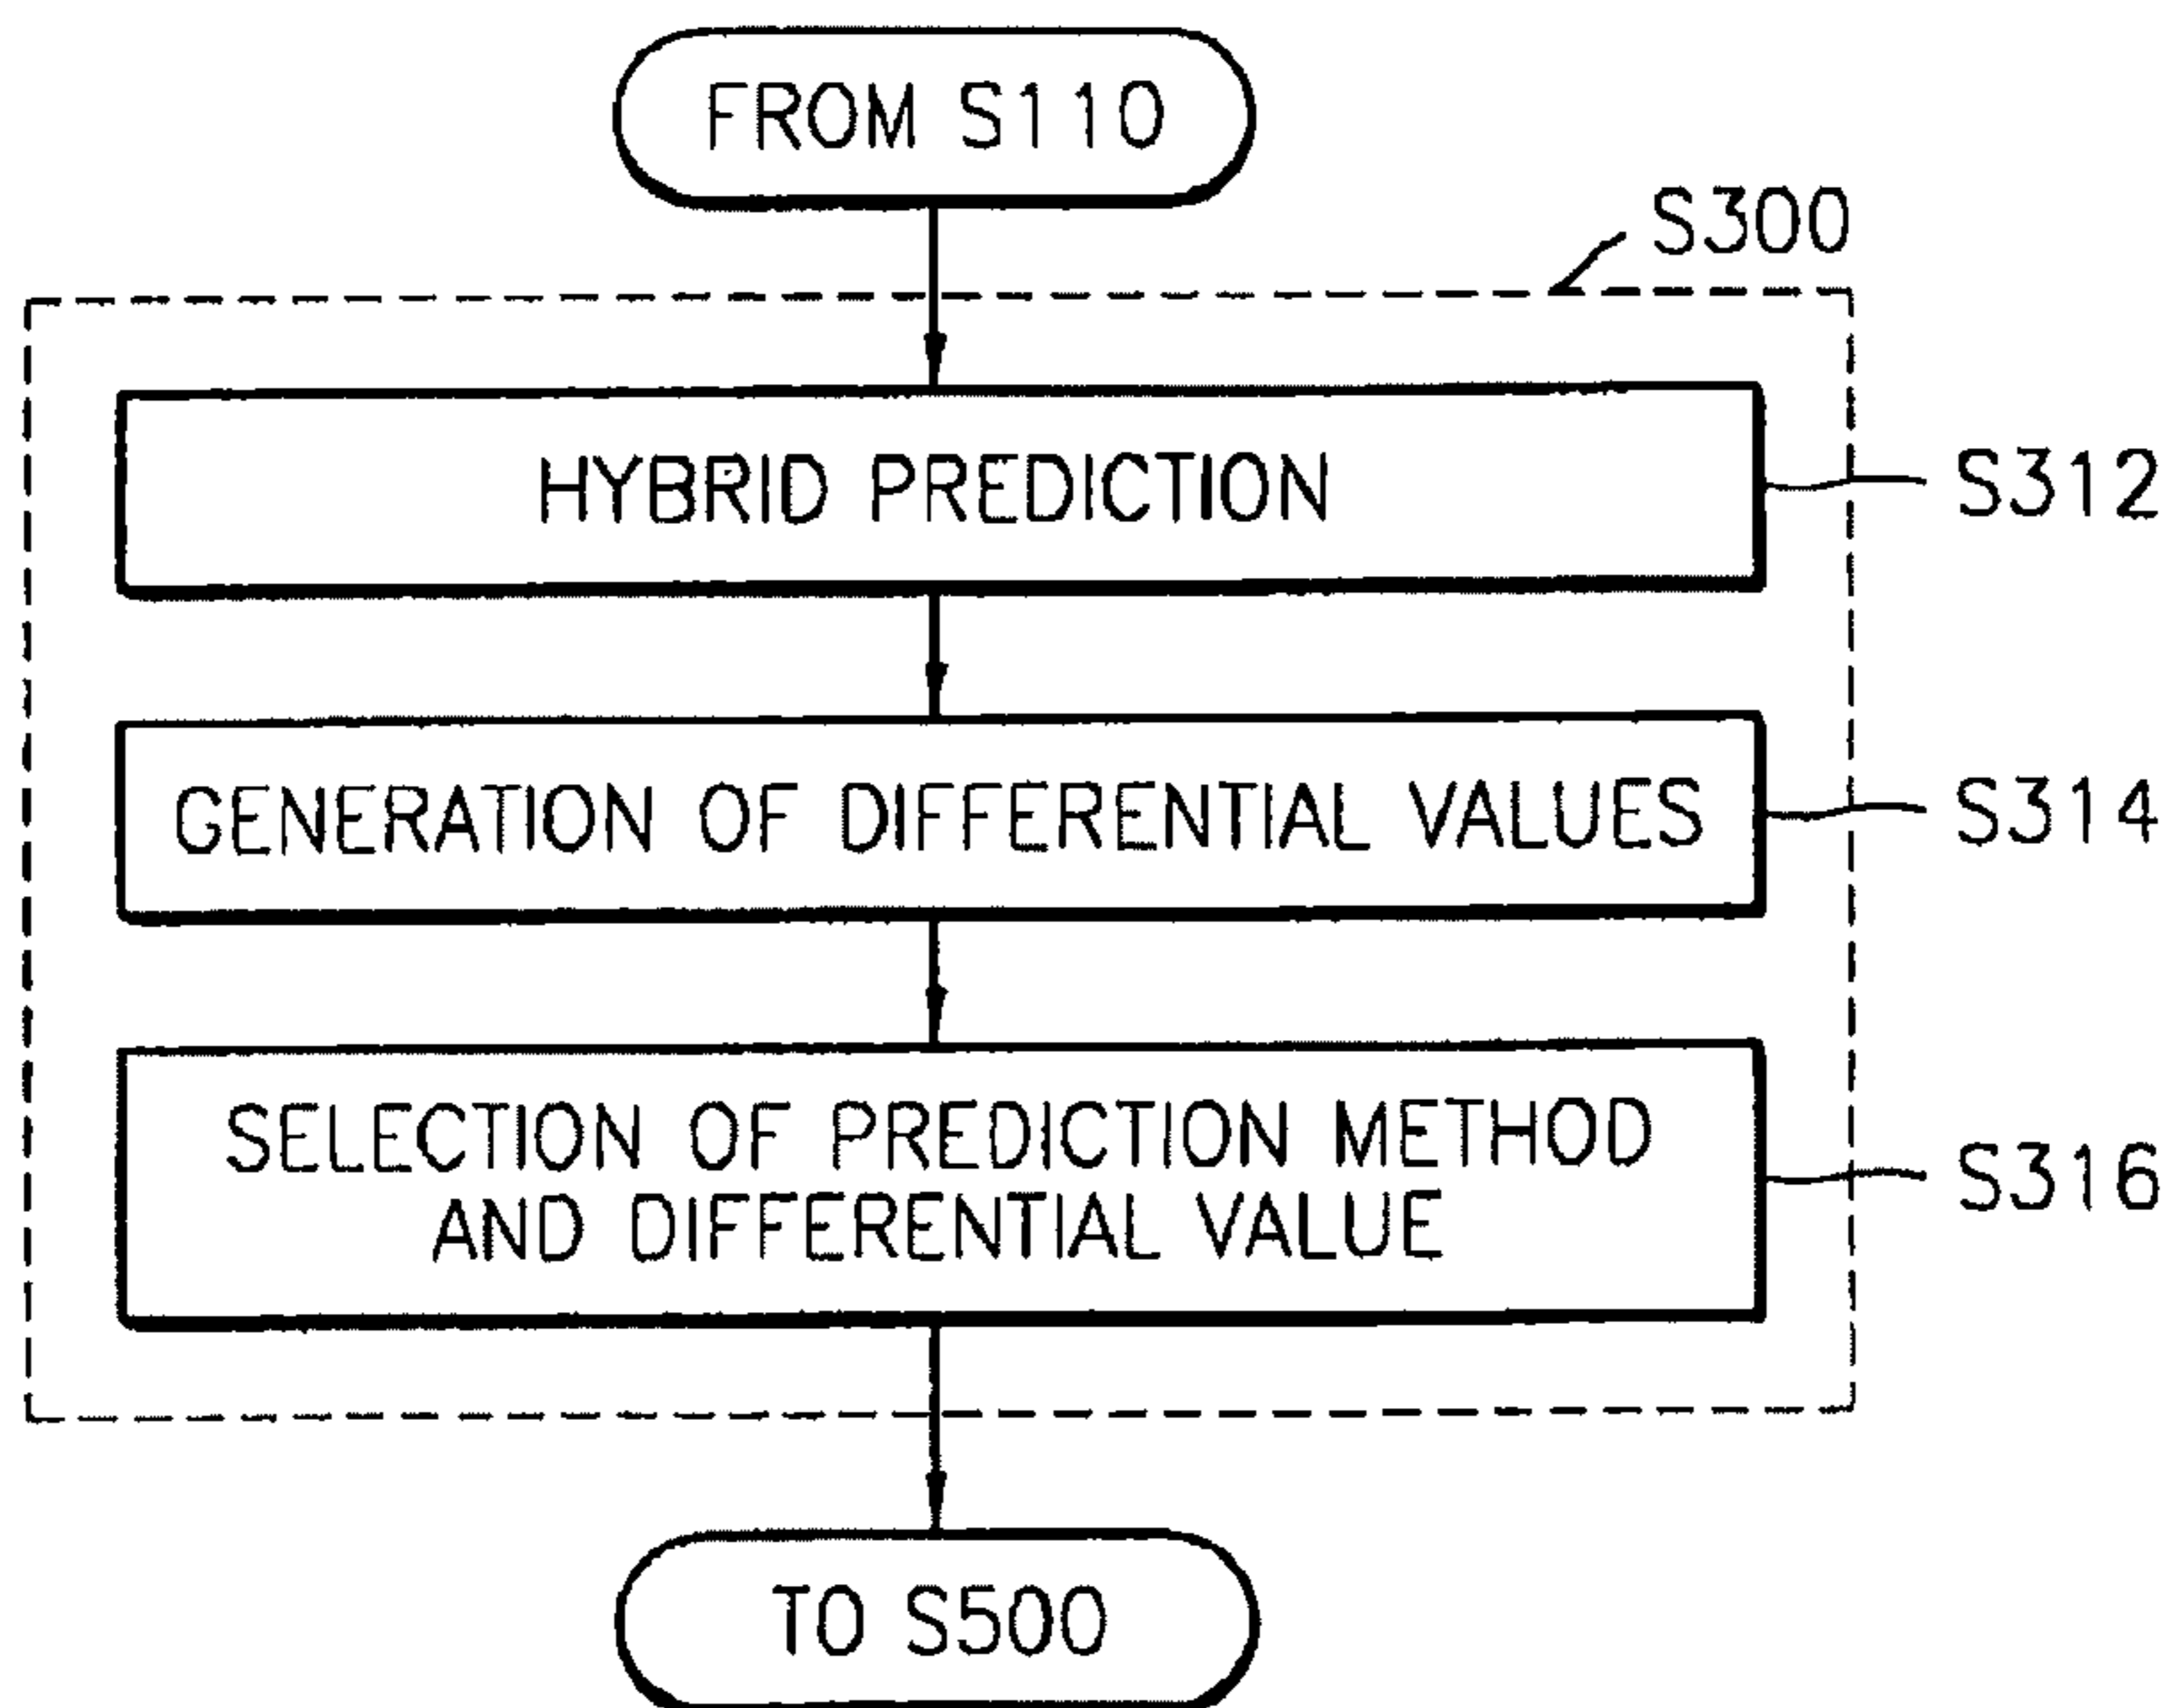 FROM S110
S300
HYBRID PREDICTION
S312
GENERATION OF DIFFERENTIAL VALUES
S314
SELECTION OF PREDICTION METHOD
AND DIFFERENTIAL VALUE
S316
TO S500